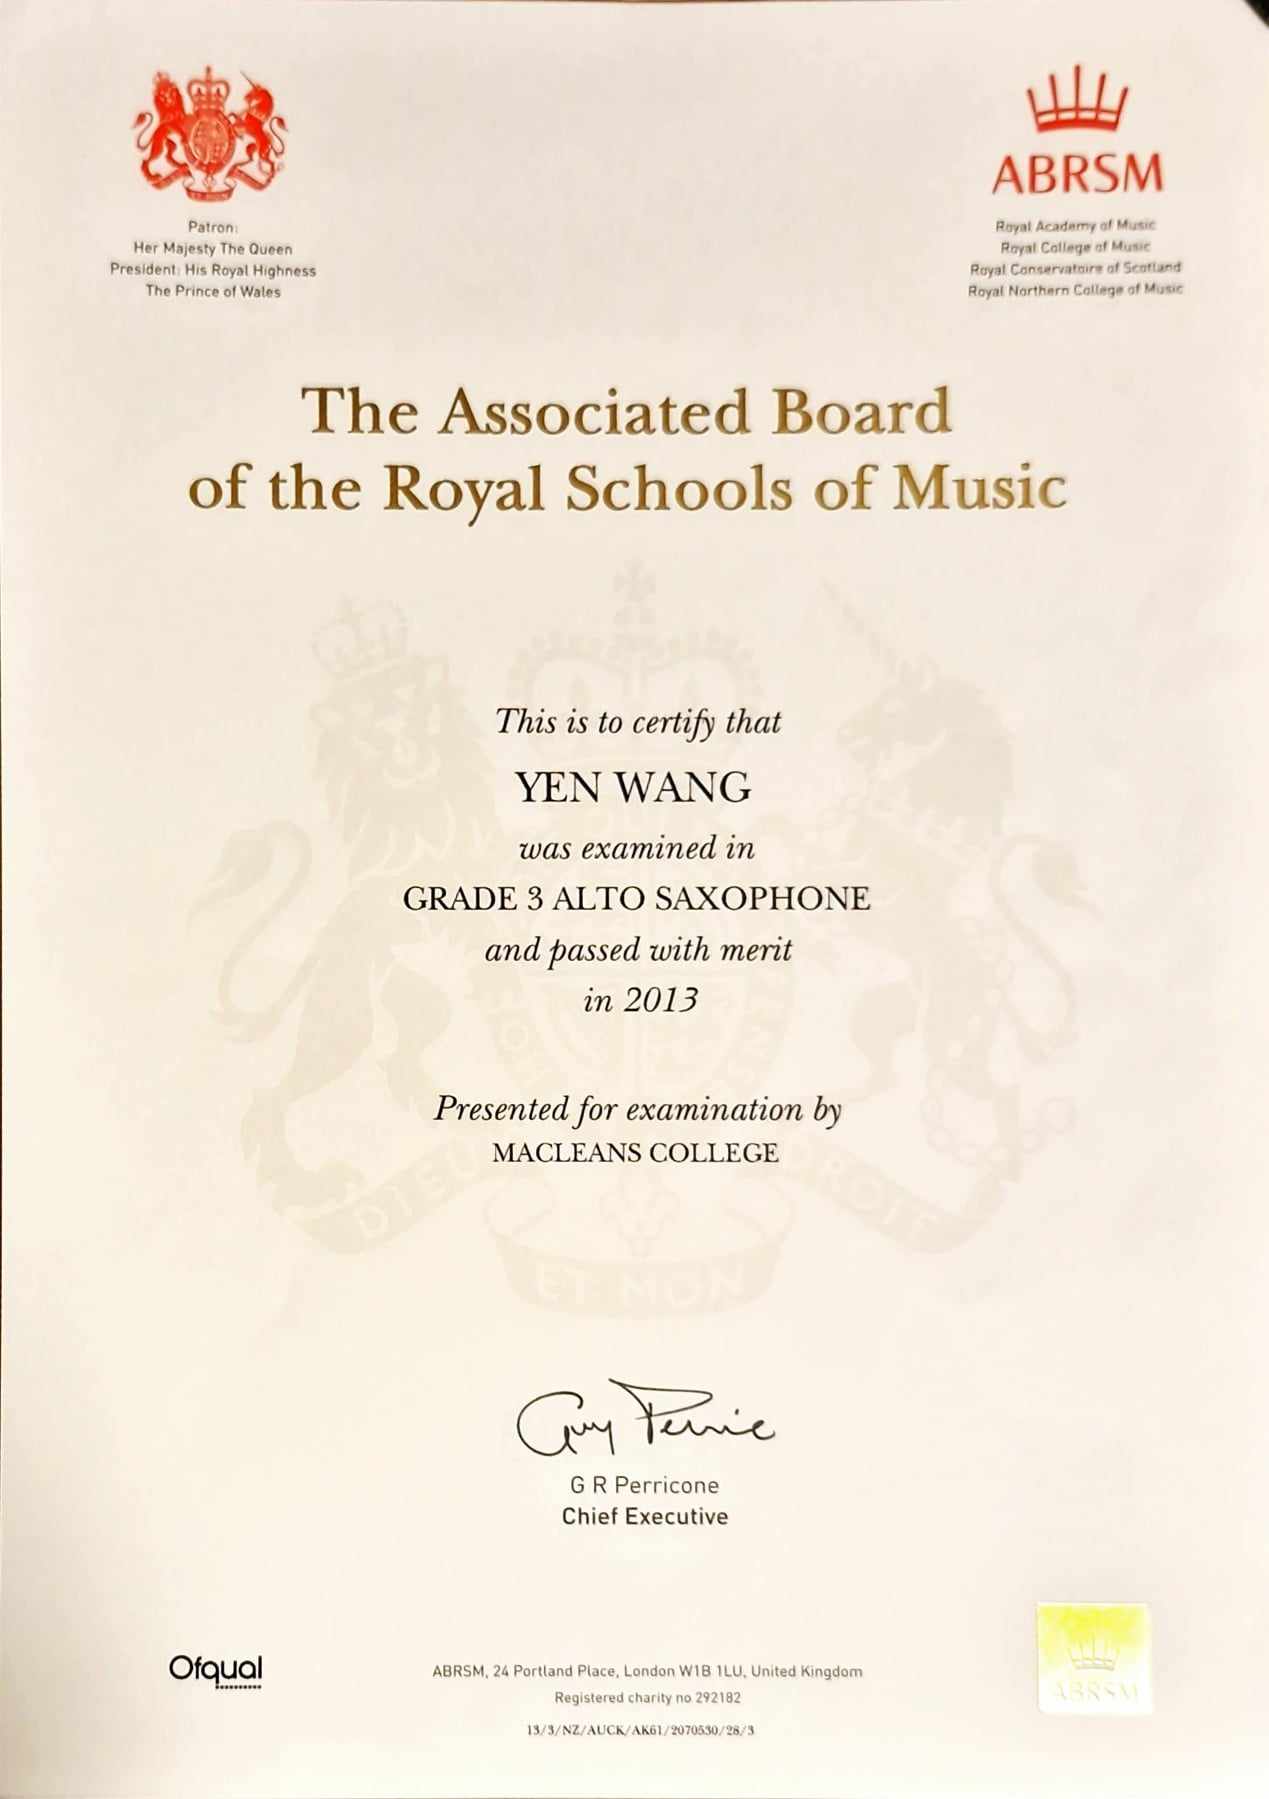 ET MON
Patron:
Her Majesty The Queen
President: His Royal Highness
The Prince of Wales
ABRSM
Royal Academy of Music
Royal College of Music
Royal Conservatoire of Scotland
Royal Northern College of Music
The Associated Board
of the Royal Schools of Music
This is to certify that
YEN WANG
was examined in
GRADE 3 ALTO SAXOPHONE
and passed with merit
in 2013
Presented for examination by
MACLEANS COLLEGE
DIEU DROIT
ET MON
Guy Perric
G R Perricone
Chief Executive
Ofqual
ABRSM, 24 Portland Place, London W1B 1LU, United Kingdom
Registered charity no 292182
13/3/NZ/AUCK/AK61/2070530/28/3
ABRSM